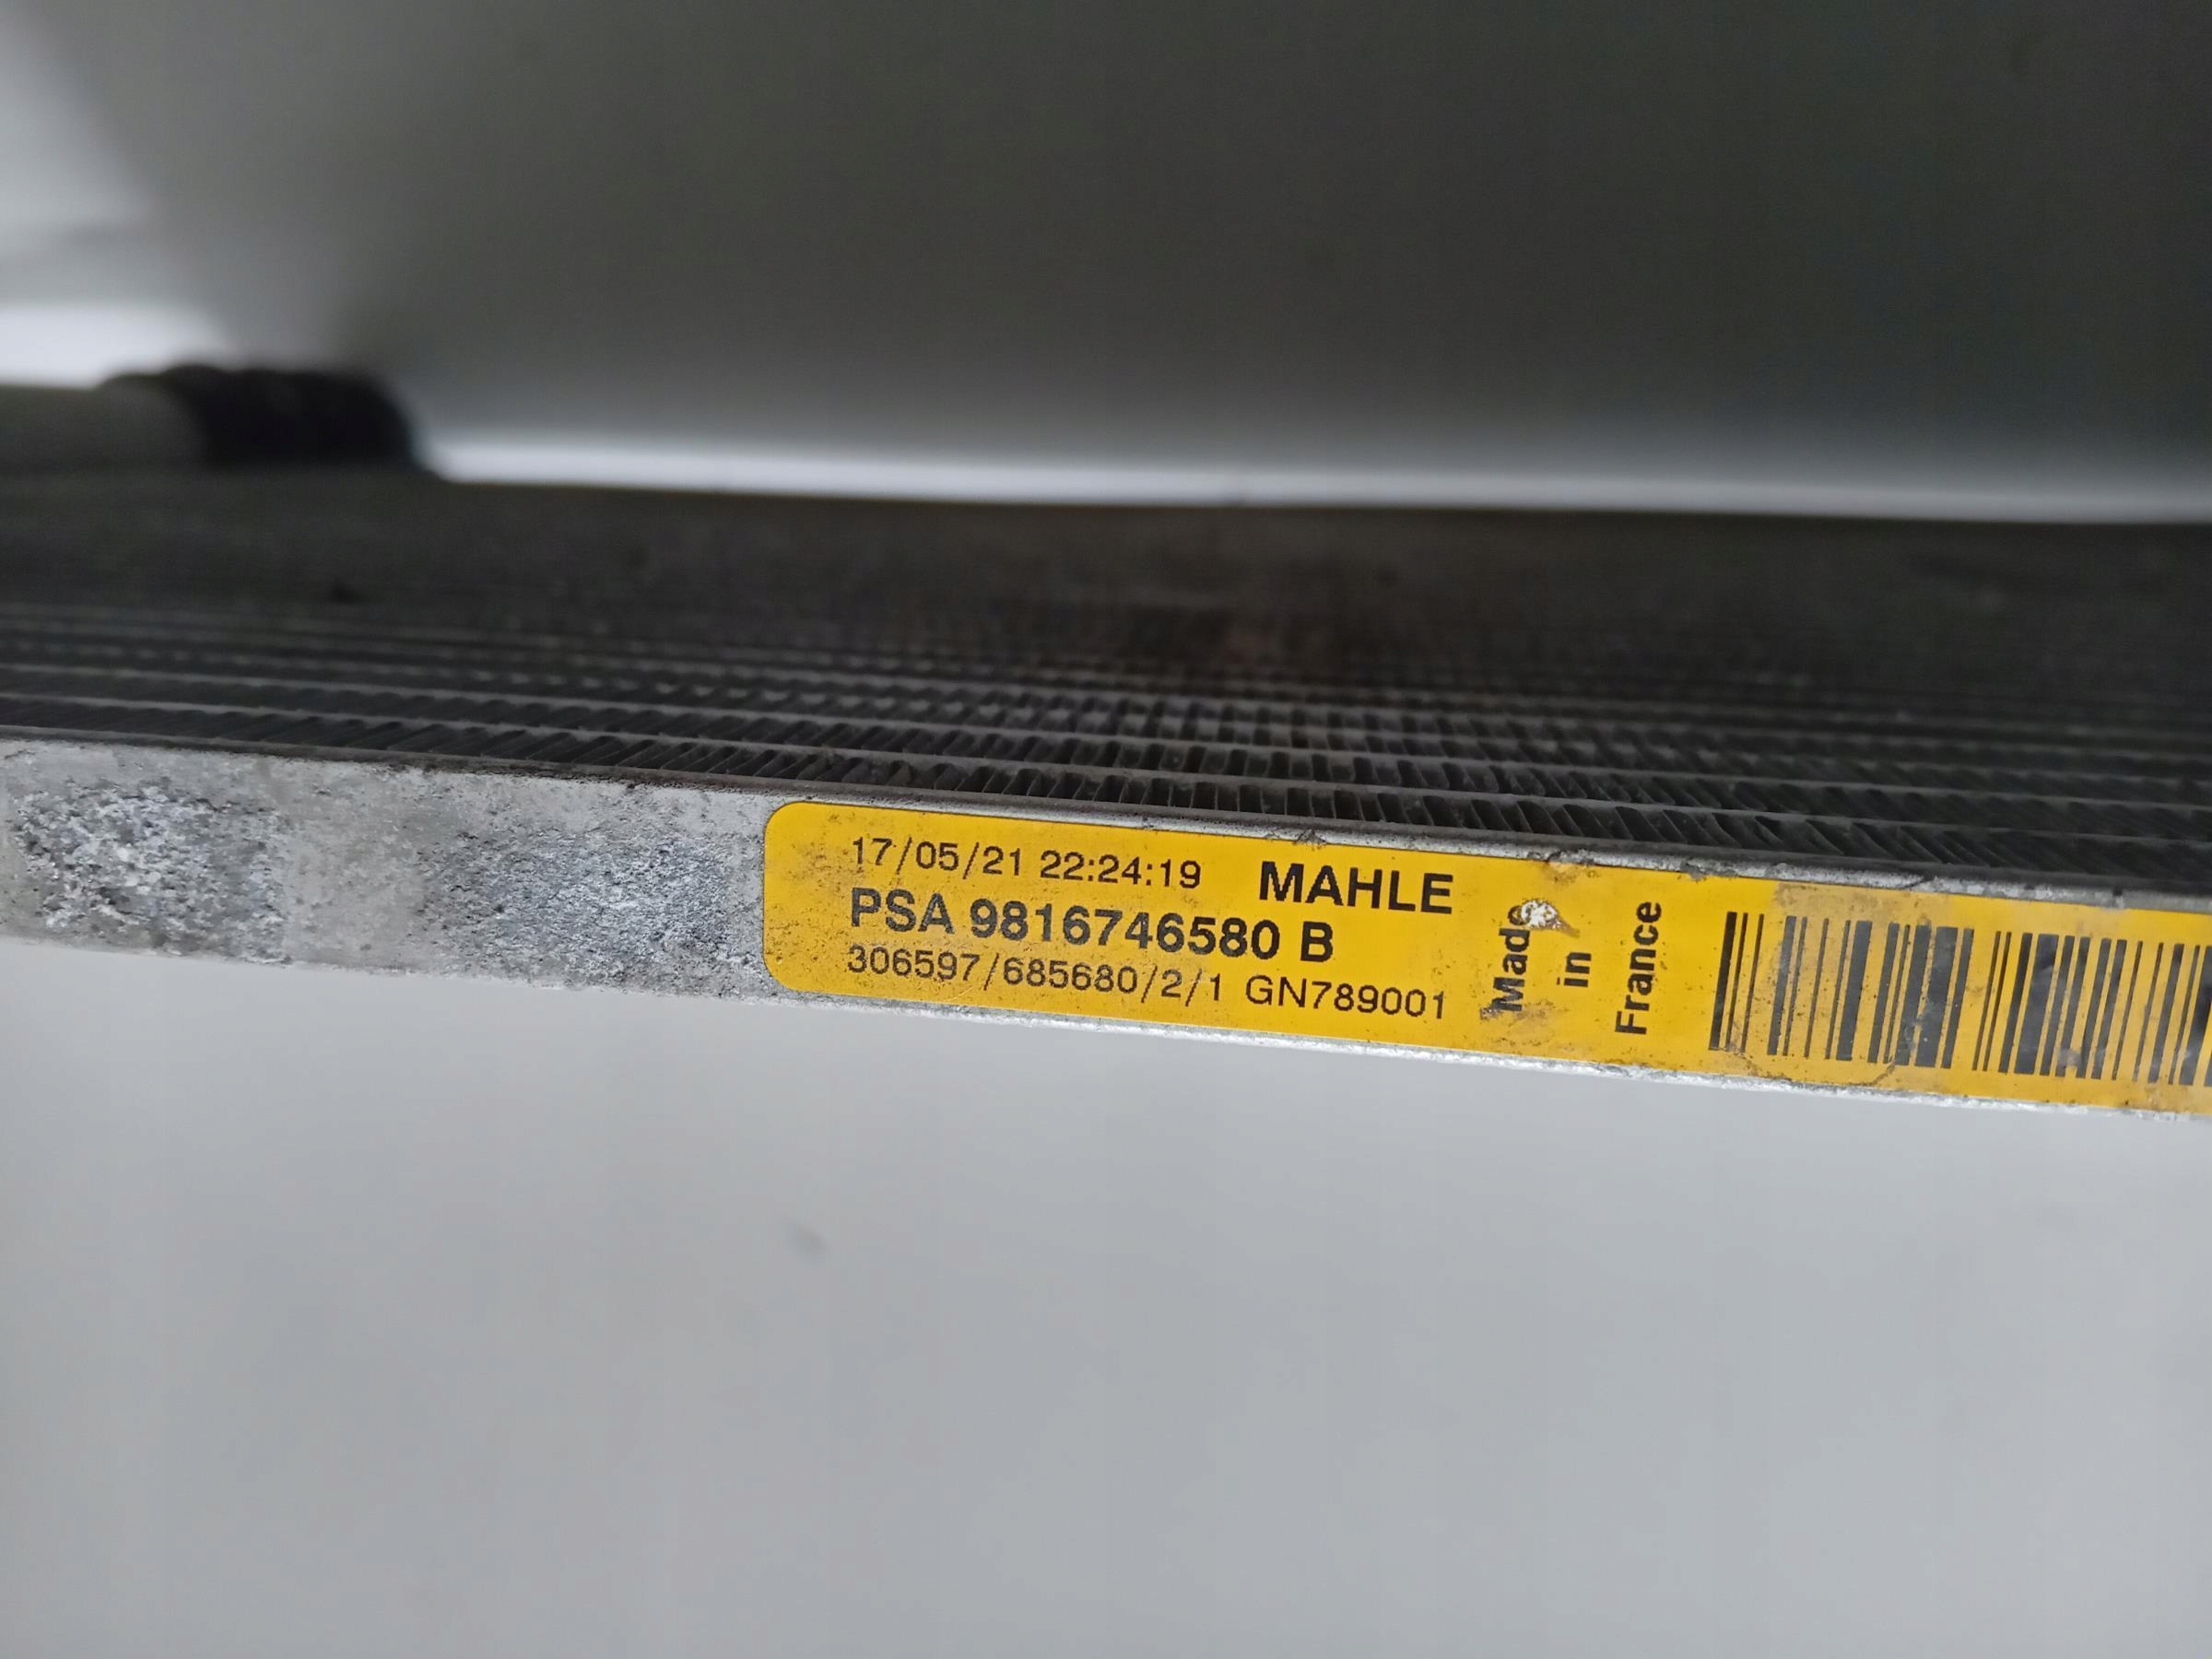 17/05/21 22:24:19 MAHLE
PSA 9816746580 B
306597/685680/2/1 GN789001
Made
in
France